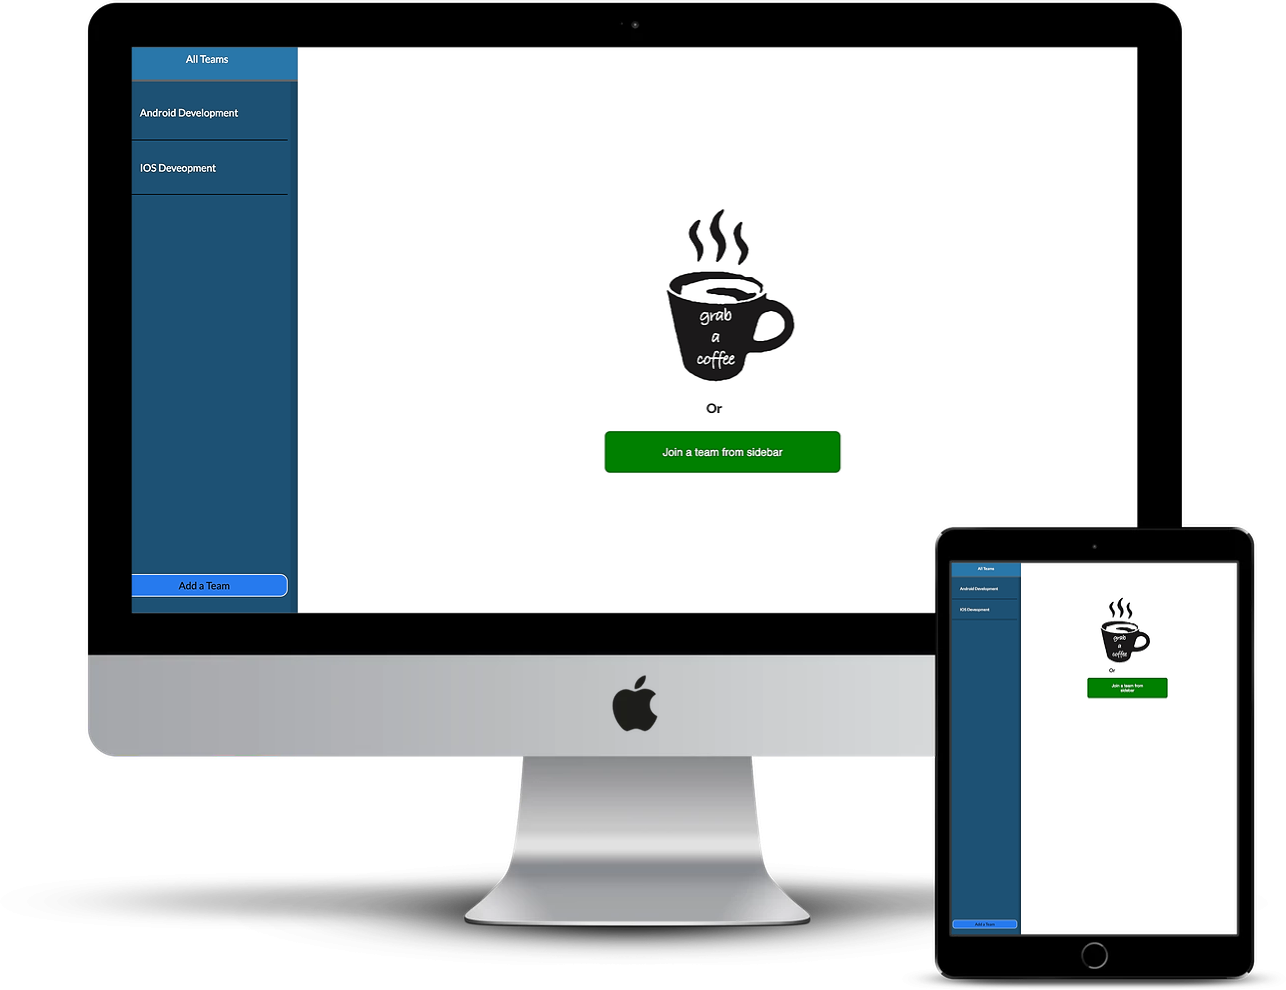 All Teams
Android Development
IOS Deveopment
grab
a
coffee
Or
Join a team from sidebar
Add a Team
All Teams
Android Development
IOS Deveopment
grab
a
coffee
Or
Join a team from
sidebar
Add a Team